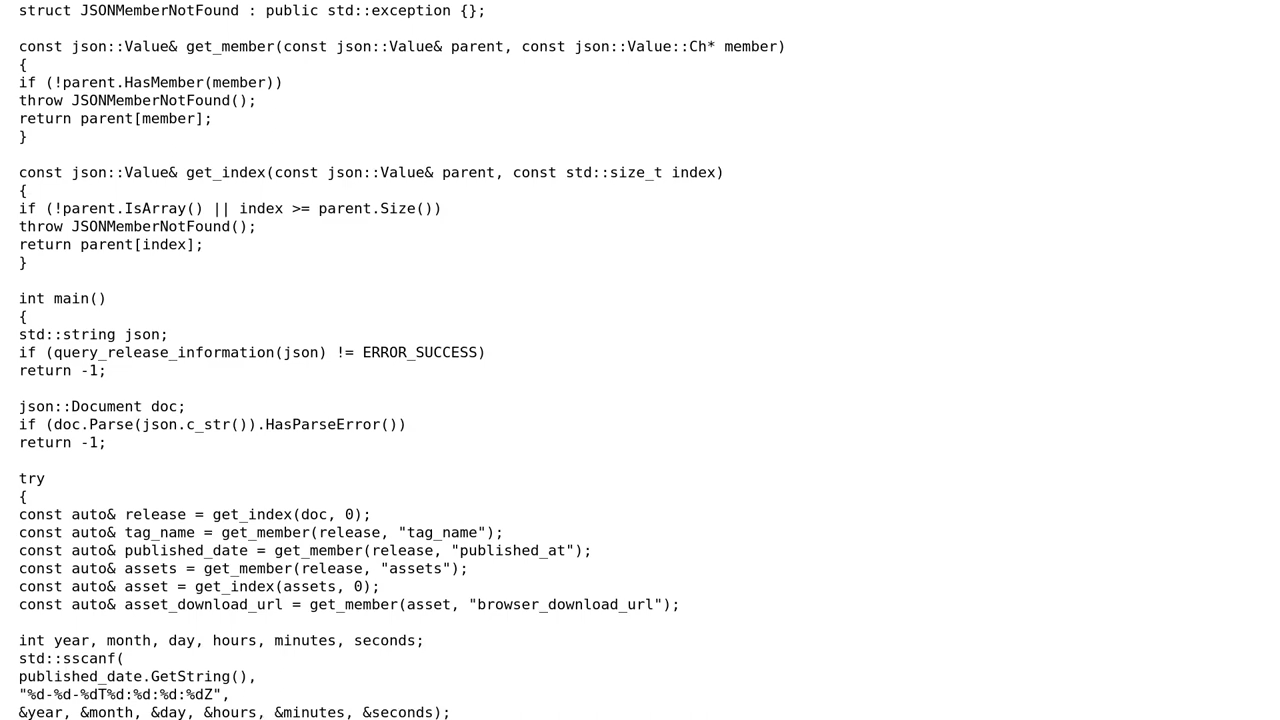 struct JSONMemberNotFound : public std::exception {};

const json::Value& get_member(const json::Value& parent, const json::Value::Ch* member)
{
if (!parent.HasMember(member))
throw JSONMemberNotFound();
return parent[member];
}

const json::Value& get_index(const json::Value& parent, const std::size_t index)
{
if (!parent.IsArray() || index >= parent.Size())
throw JSONMemberNotFound();
return parent[index];
}

int main()
{
std::string json;
if (query_release_information(json) != ERROR_SUCCESS)
return -1;

json::Document doc;
if (doc.Parse(json.c_str()).HasParseError())
return -1;

try
{
const auto& release = get_index(doc, 0);
const auto& tag_name = get_member(release, "tag_name");
const auto& published_date = get_member(release, "published_at");
const auto& assets = get_member(release, "assets");
const auto& asset = get_index(assets, 0);
const auto& asset_download_url = get_member(asset, "browser_download_url");

int year, month, day, hours, minutes, seconds;
std::sscanf(
published_date.GetString(),
"%d-%d-%dT%d:%d:%d:%dZ",
&year, &month, &day, &hours, &minutes, &seconds);